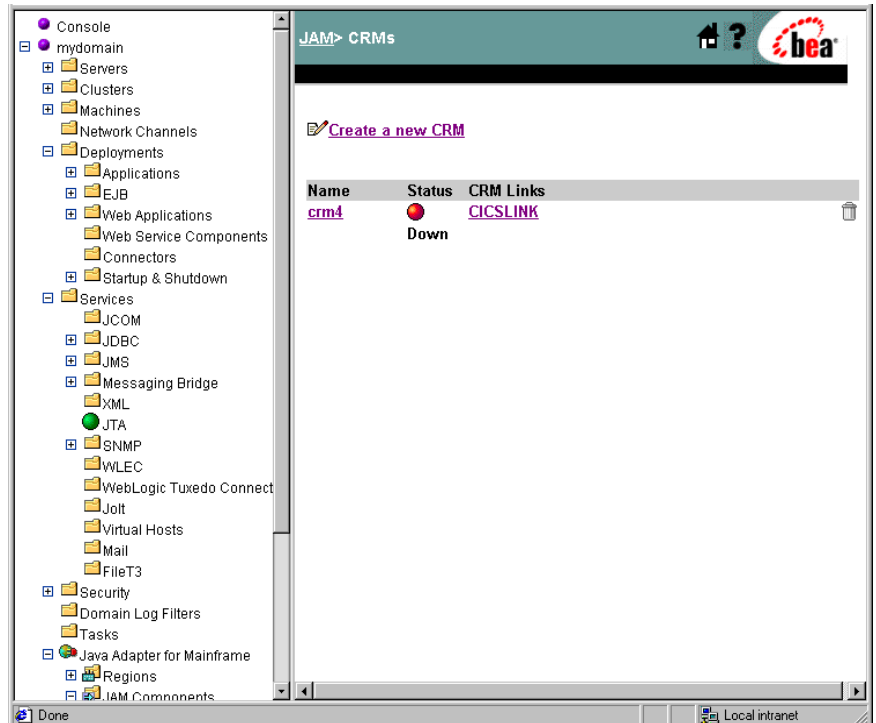 Console
mydomain
Servers
Clusters
Machines
Network Channels
Deployments
Applications
EJB
Web Applications
Web Service Components
Connectors
Startup & Shutdown
Services
JCOM
JDBC
JMS
Messaging Bridge
XML
JTA
SNMP
WLEC
WebLogic Tuxedo Connect
Jolt
Virtual Hosts
Mail
FileT3
Security
Domain Log Filters
Tasks
Java Adapter for Mainframe
Regions
JAM Components
JAM> CRMs
?
bea
Create a new CRM
Name Status CRM Links
crm4 CICSLINK
Down
Done Local intranet